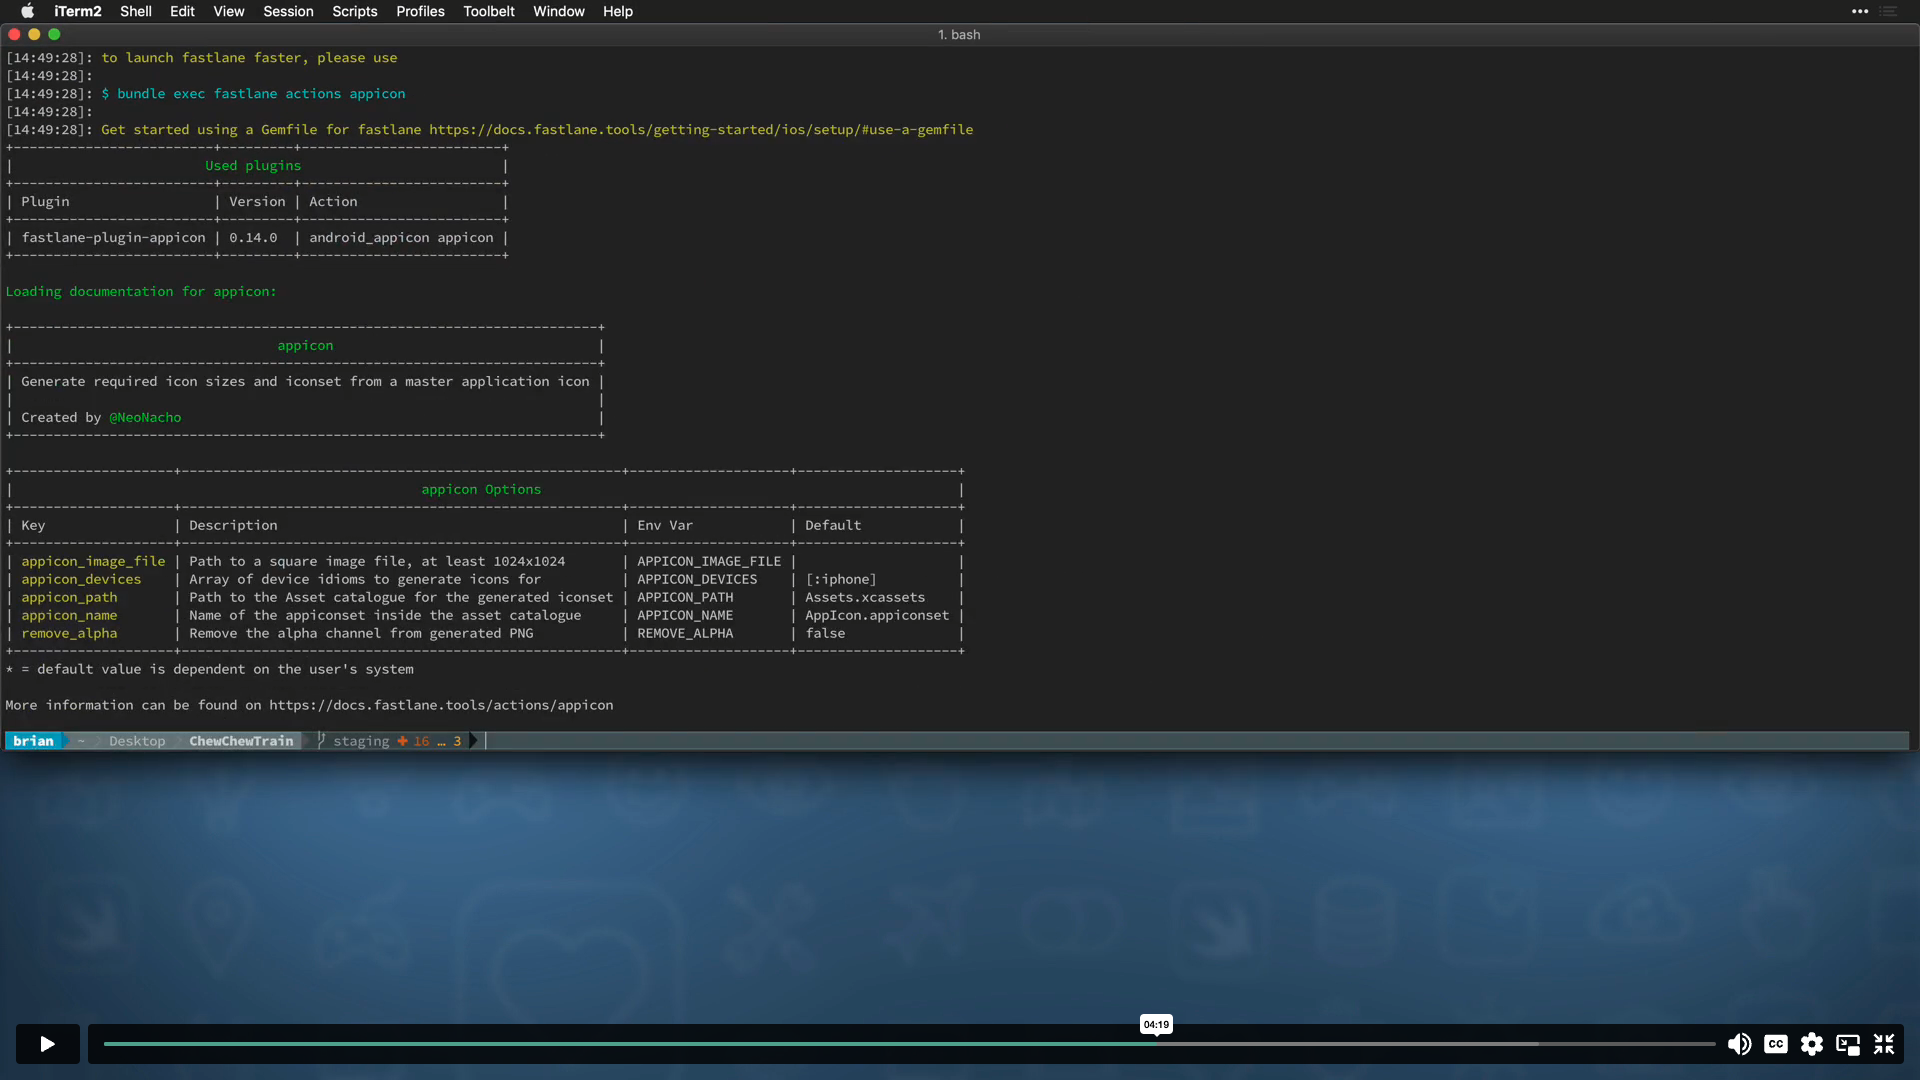 iTerm2 Shell Edit View Session Scripts Profiles Toolbelt Window Help
1. bash
[14:49:28]: to launch fastlane faster, please use
[14:49:28]:
[14:49:28]: $ bundle exec fastlane actions appicon
[14:49:28]:
[14:49:28]: Get started using a Gemfile for fastlane https://docs.fastlane.tools/getting-started/ios/setup/#use-a-gemfile
Used plugins
| Plugin | Version | Action |
| fastlane-plugin-appicon | 0.14.0 | android_appicon appicon |
Loading documentation for appicon:
appicon
| Generate required icon sizes and iconset from a master application icon |
| Created by @NeoNacho |
appicon Options
| Key | Description | Env Var | Default |
| appicon_image_file | Path to a square image file, at least 1024x1024 | APPICON_IMAGE_FILE | |
| appicon_devices | Array of device idioms to generate icons for | APPICON_DEVICES | [:iphone] |
| appicon_path | Path to the Asset catalogue for the generated iconset | APPICON_PATH | Assets.xcassets |
| appicon_name | Name of the appiconset inside the asset catalogue | APPICON_NAME | AppIcon.appiconset |
| remove_alpha | Remove the alpha channel from generated PNG | REMOVE_ALPHA | false |
* = default value is dependent on the user's system
More information can be found on https://docs.fastlane.tools/actions/appicon
brian ~ Desktop ChewChewTrain staging ✚ 16 … 3
04:19
CC